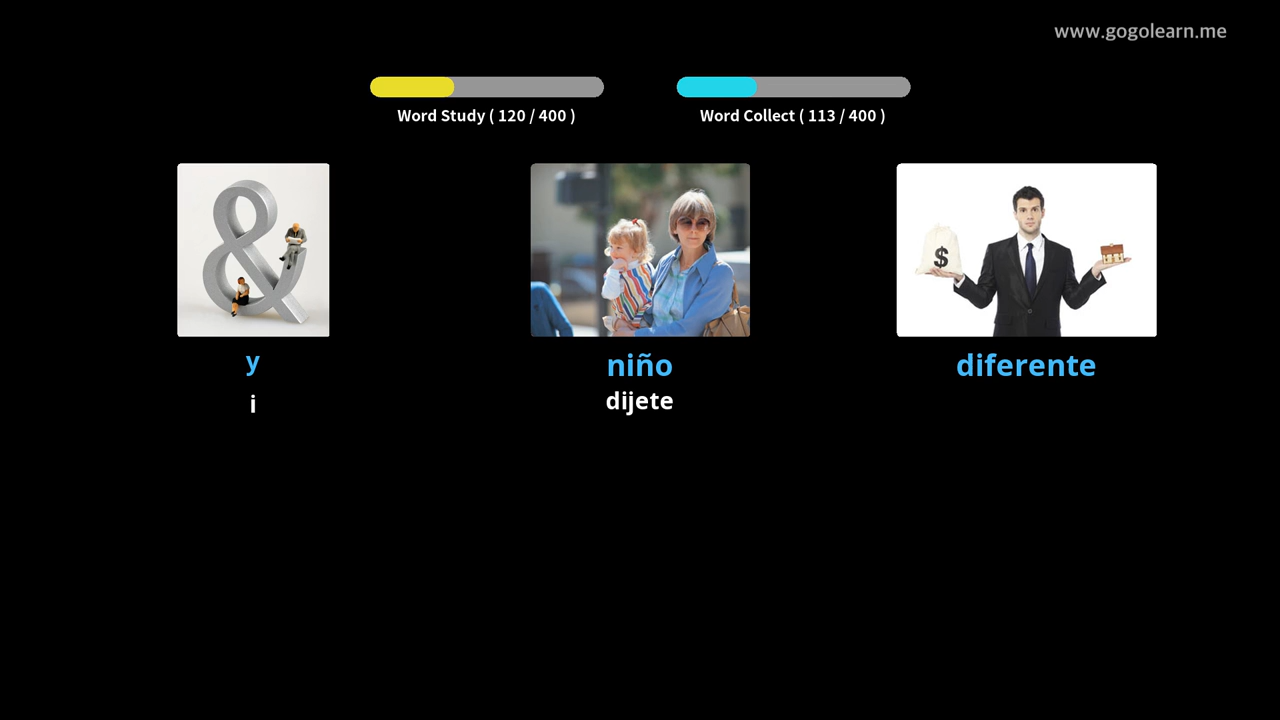 www.gogolearn.me
Word Study ( 120 / 400 )
Word Collect ( 113 / 400 )
&
$
y
niño
diferente
i
dijete